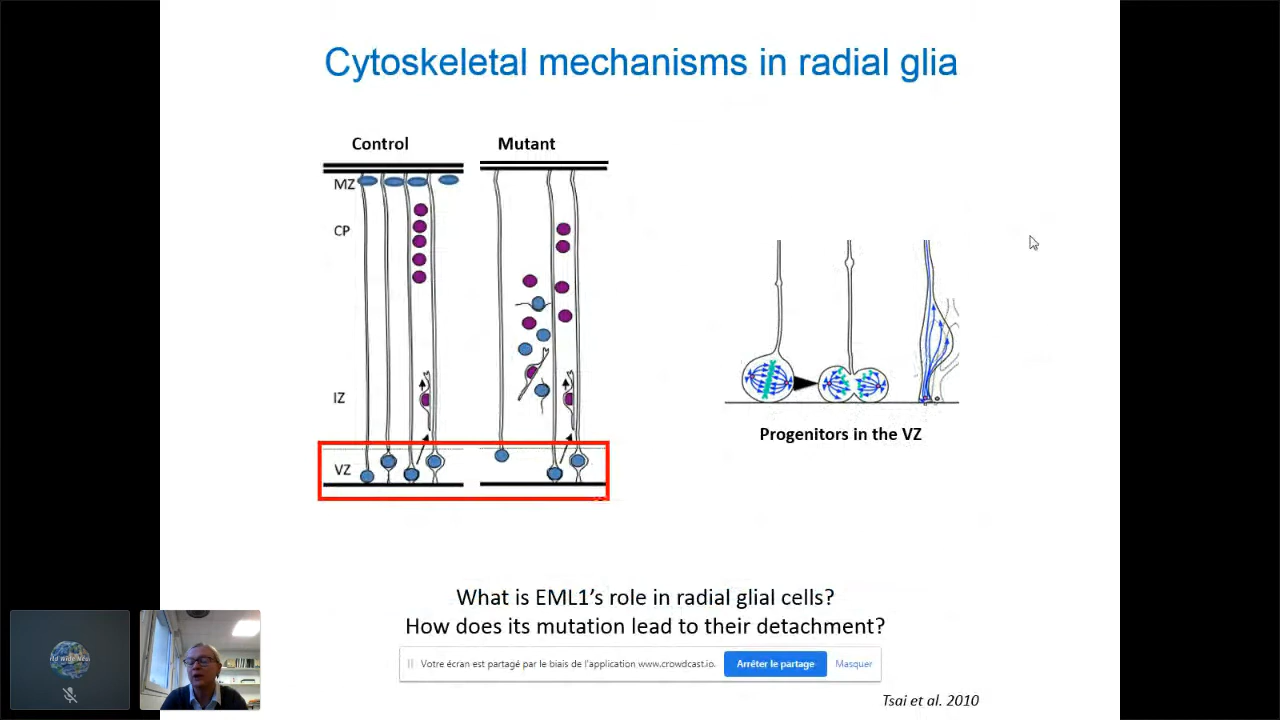 Cytoskeletal mechanisms in radial glia
Control
Mutant
MZ
CP
IZ
VZ
Progenitors in the VZ
What is EML1's role in radial glial cells?
How does its mutation lead to their detachment?
Votre écran est partagé par le biais de l'application www.crowdcast.io.
Arrêter le partage
Masquer
Tsai et al. 2010